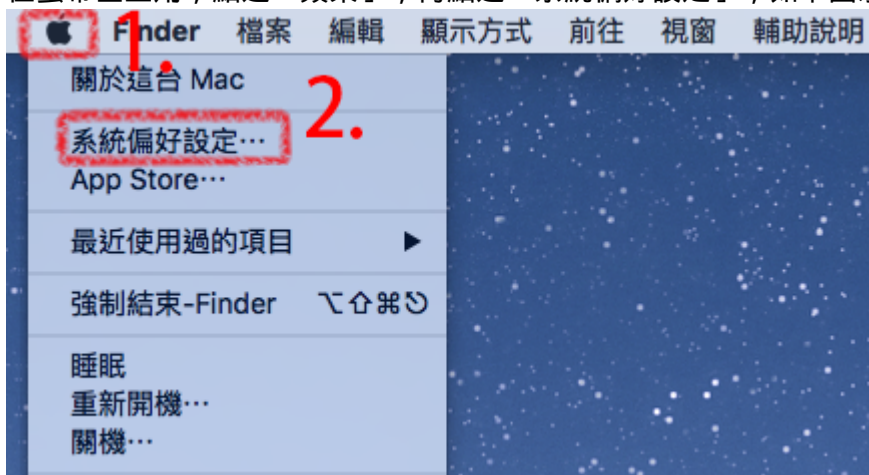 Finder 檔案 編輯 顯示方式 前往 視窗 輔助說明
1.
關於這台 Mac
2.
系統偏好設定…
App Store…
最近使用過的項目 ▶
強制結束-Finder ⌥⇧⌘⎋
睡眠
重新開機…
關機…